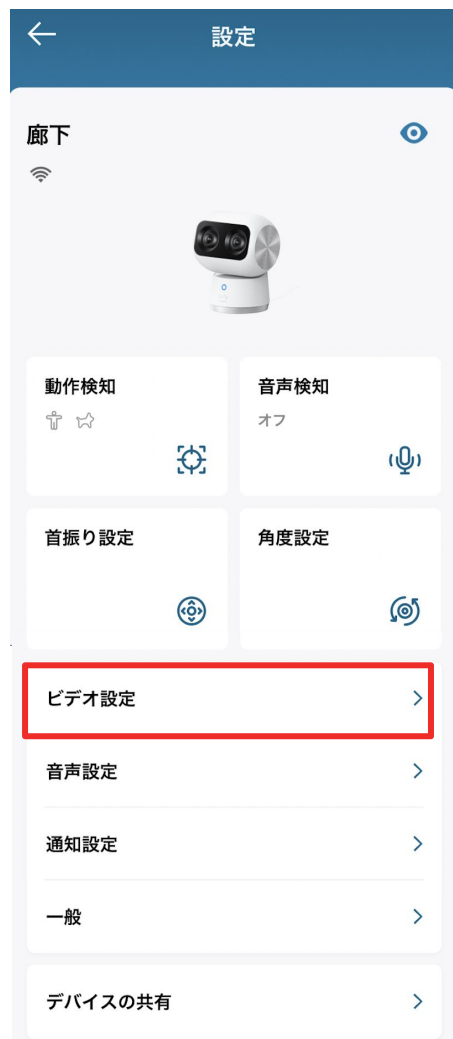 設定
廊下
動作検知
音声検知
オフ
首振り設定
角度設定
ビデオ設定
音声設定
通知設定
一般
デバイスの共有